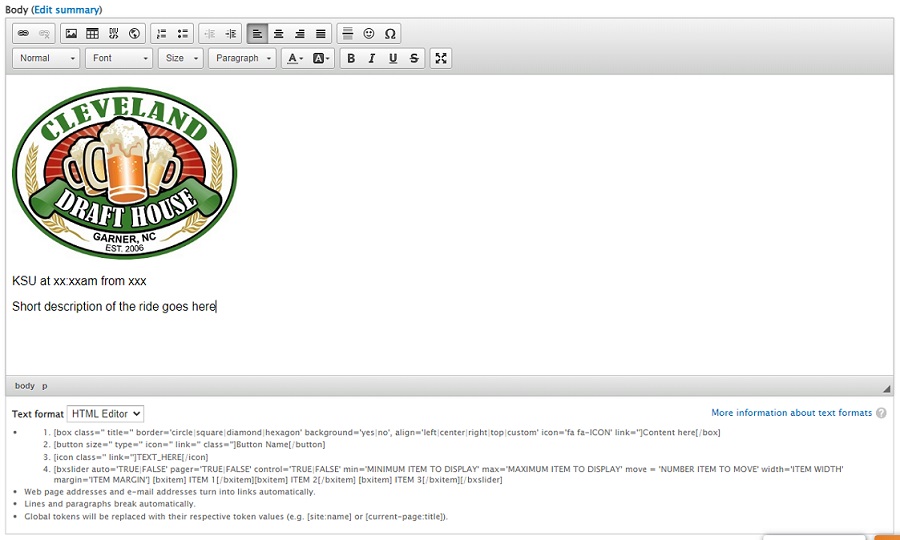 Body (Edit summary)
Normal Font Size Paragraph A A B I U S
CLEVELAND
DRAFT HOUSE
GARNER, NC
EST. 2006
KSU at xx:xxam from xxx
Short description of the ride goes here
body p
Text format HTML Editor More information about text formats ?
1. [box class='' title='' border='circle|square|diamond|hexagon' background='yes|no', align='left|center|right|top|custom' icon='fa fa-ICON' link='']Content here[/box]
2. [button size='' type='' icon='' link='' class='']Button Name[/button]
3. [icon class='' link='']TEXT_HERE[/icon]
4. [bxslider auto='TRUE|FALSE' pager='TRUE|FALSE' control='TRUE|FALSE' min='MINIMUM ITEM TO DISPLAY' max='MAXIMUM ITEM TO DISPLAY' move = 'NUMBER ITEM TO MOVE' width='ITEM WIDTH'
margin='ITEM MARGIN'] [bxitem] ITEM 1[/bxitem][bxitem] ITEM 2[/bxitem] [bxitem] ITEM 3[/bxitem][/bxslider]
Web page addresses and e-mail addresses turn into links automatically.
Lines and paragraphs break automatically.
Global tokens will be replaced with their respective token values (e.g. [site:name] or [current-page:title]).